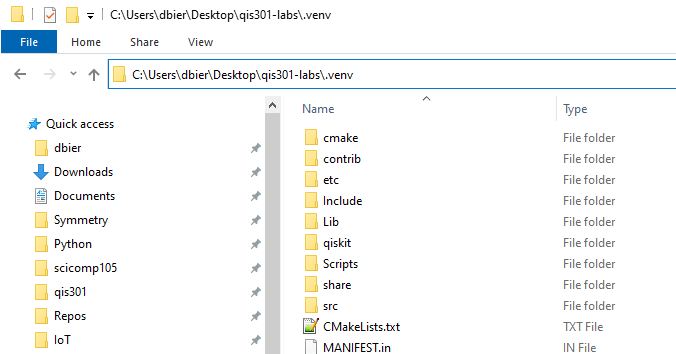 C:\Users\dbier\Desktop\qis301-labs\.venv
File Home Share View
C:\Users\dbier\Desktop\qis301-labs\.venv
Name Type
Quick access
cmake File folder
dbier
contrib File folder
Downloads
etc File folder
Documents
Include File folder
Symmetry
Lib File folder
Python
qiskit File folder
scicomp105
Scripts File folder
qis301
share File folder
Repos
src File folder
CMakeLists.txt TXT File
IoT
MANIFEST.in IN File